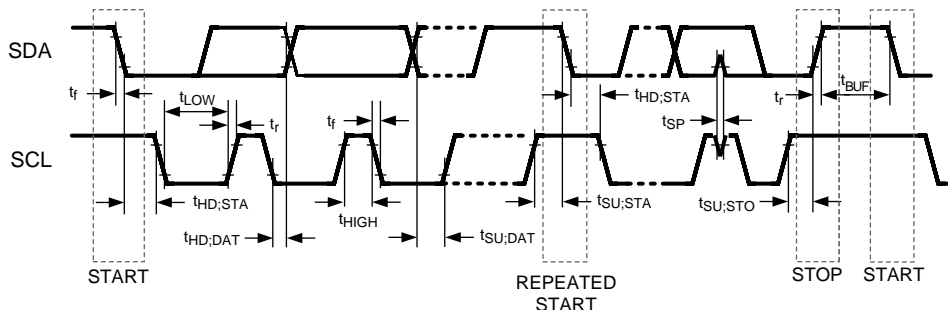 SDA
t_f
t_LOW
t_r
t_f
t_HD;STA
t_SP
t_r
t_BUF
SCL
t_HD;STA
t_HD;DAT
t_HIGH
t_SU;DAT
t_SU;STA
t_SU;STO
START
REPEATED
START
STOP
START